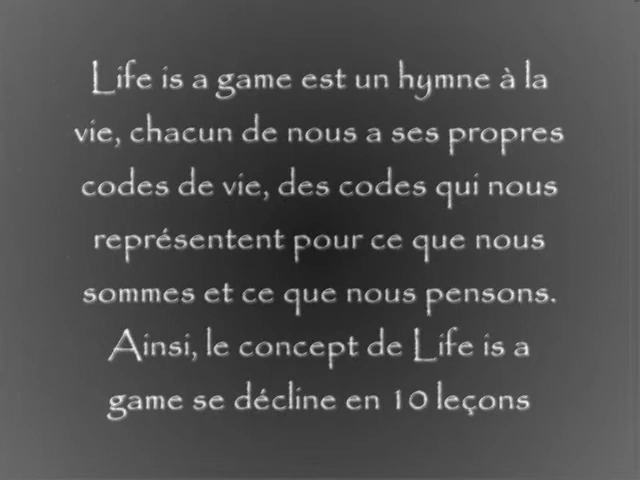 Life is a game est un hymne à la
vie, chacun de nous a ses propres
codes de vie, des codes qui nous
représentent pour ce que nous
sommes et ce que nous pensons.
Ainsi, le concept de Life is a
game se décline en 10 leçons